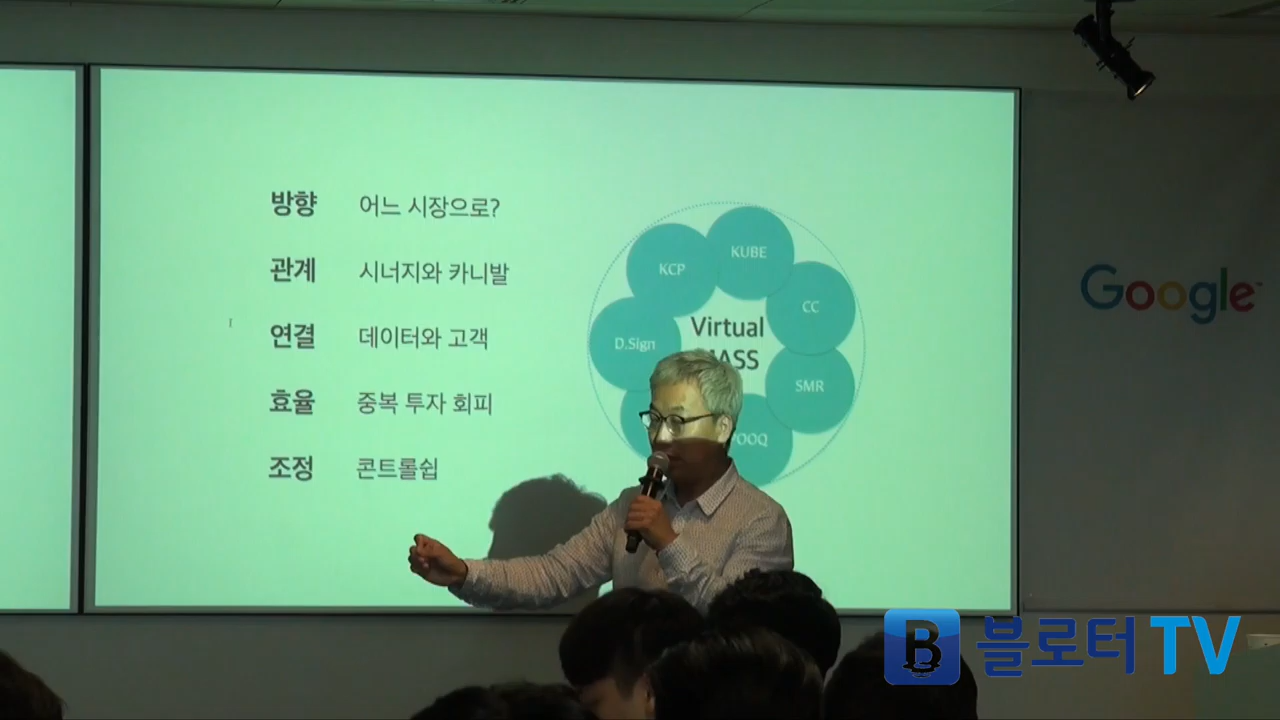 방향 어느 시장으로?
관계 시너지와 카니발
연결 데이터와 고객
효율 중복 투자 회피
조정 콘트롤쉽
KUBE
KCP
CC
Virtual
D.Sign
SMR
Google
B 블로터 TV